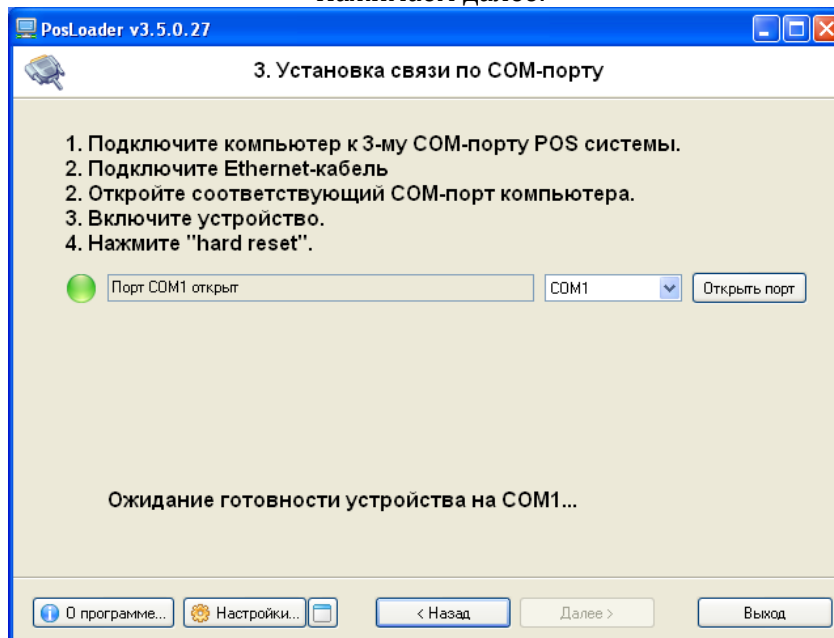 Нажимаем далее.
PosLoader v3.5.0.27
3. Установка связи по COM-порту
1. Подключите компьютер к 3-му COM-порту POS системы.
2. Подключите Ethernet-кабель
2. Откройте соответствующий COM-порт компьютера.
3. Включите устройство.
4. Нажмите "hard reset".
Порт COM1 открыт COM1 Открыть порт
Ожидание готовности устройства на COM1...
О программе... Настройки... < Назад Далее > Выход